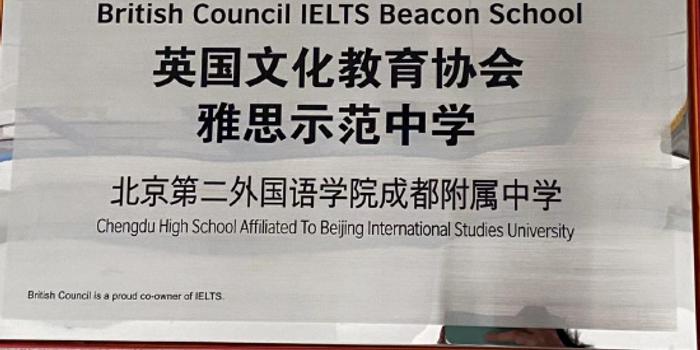 British Council IELTS Beacon School
英国文化教育协会
雅思示范中学
北京第二外国语学院成都附属中学
Chengdu High School Affiliated To Beijing International Studies University
British Council is a proud co-owner of IELTS.